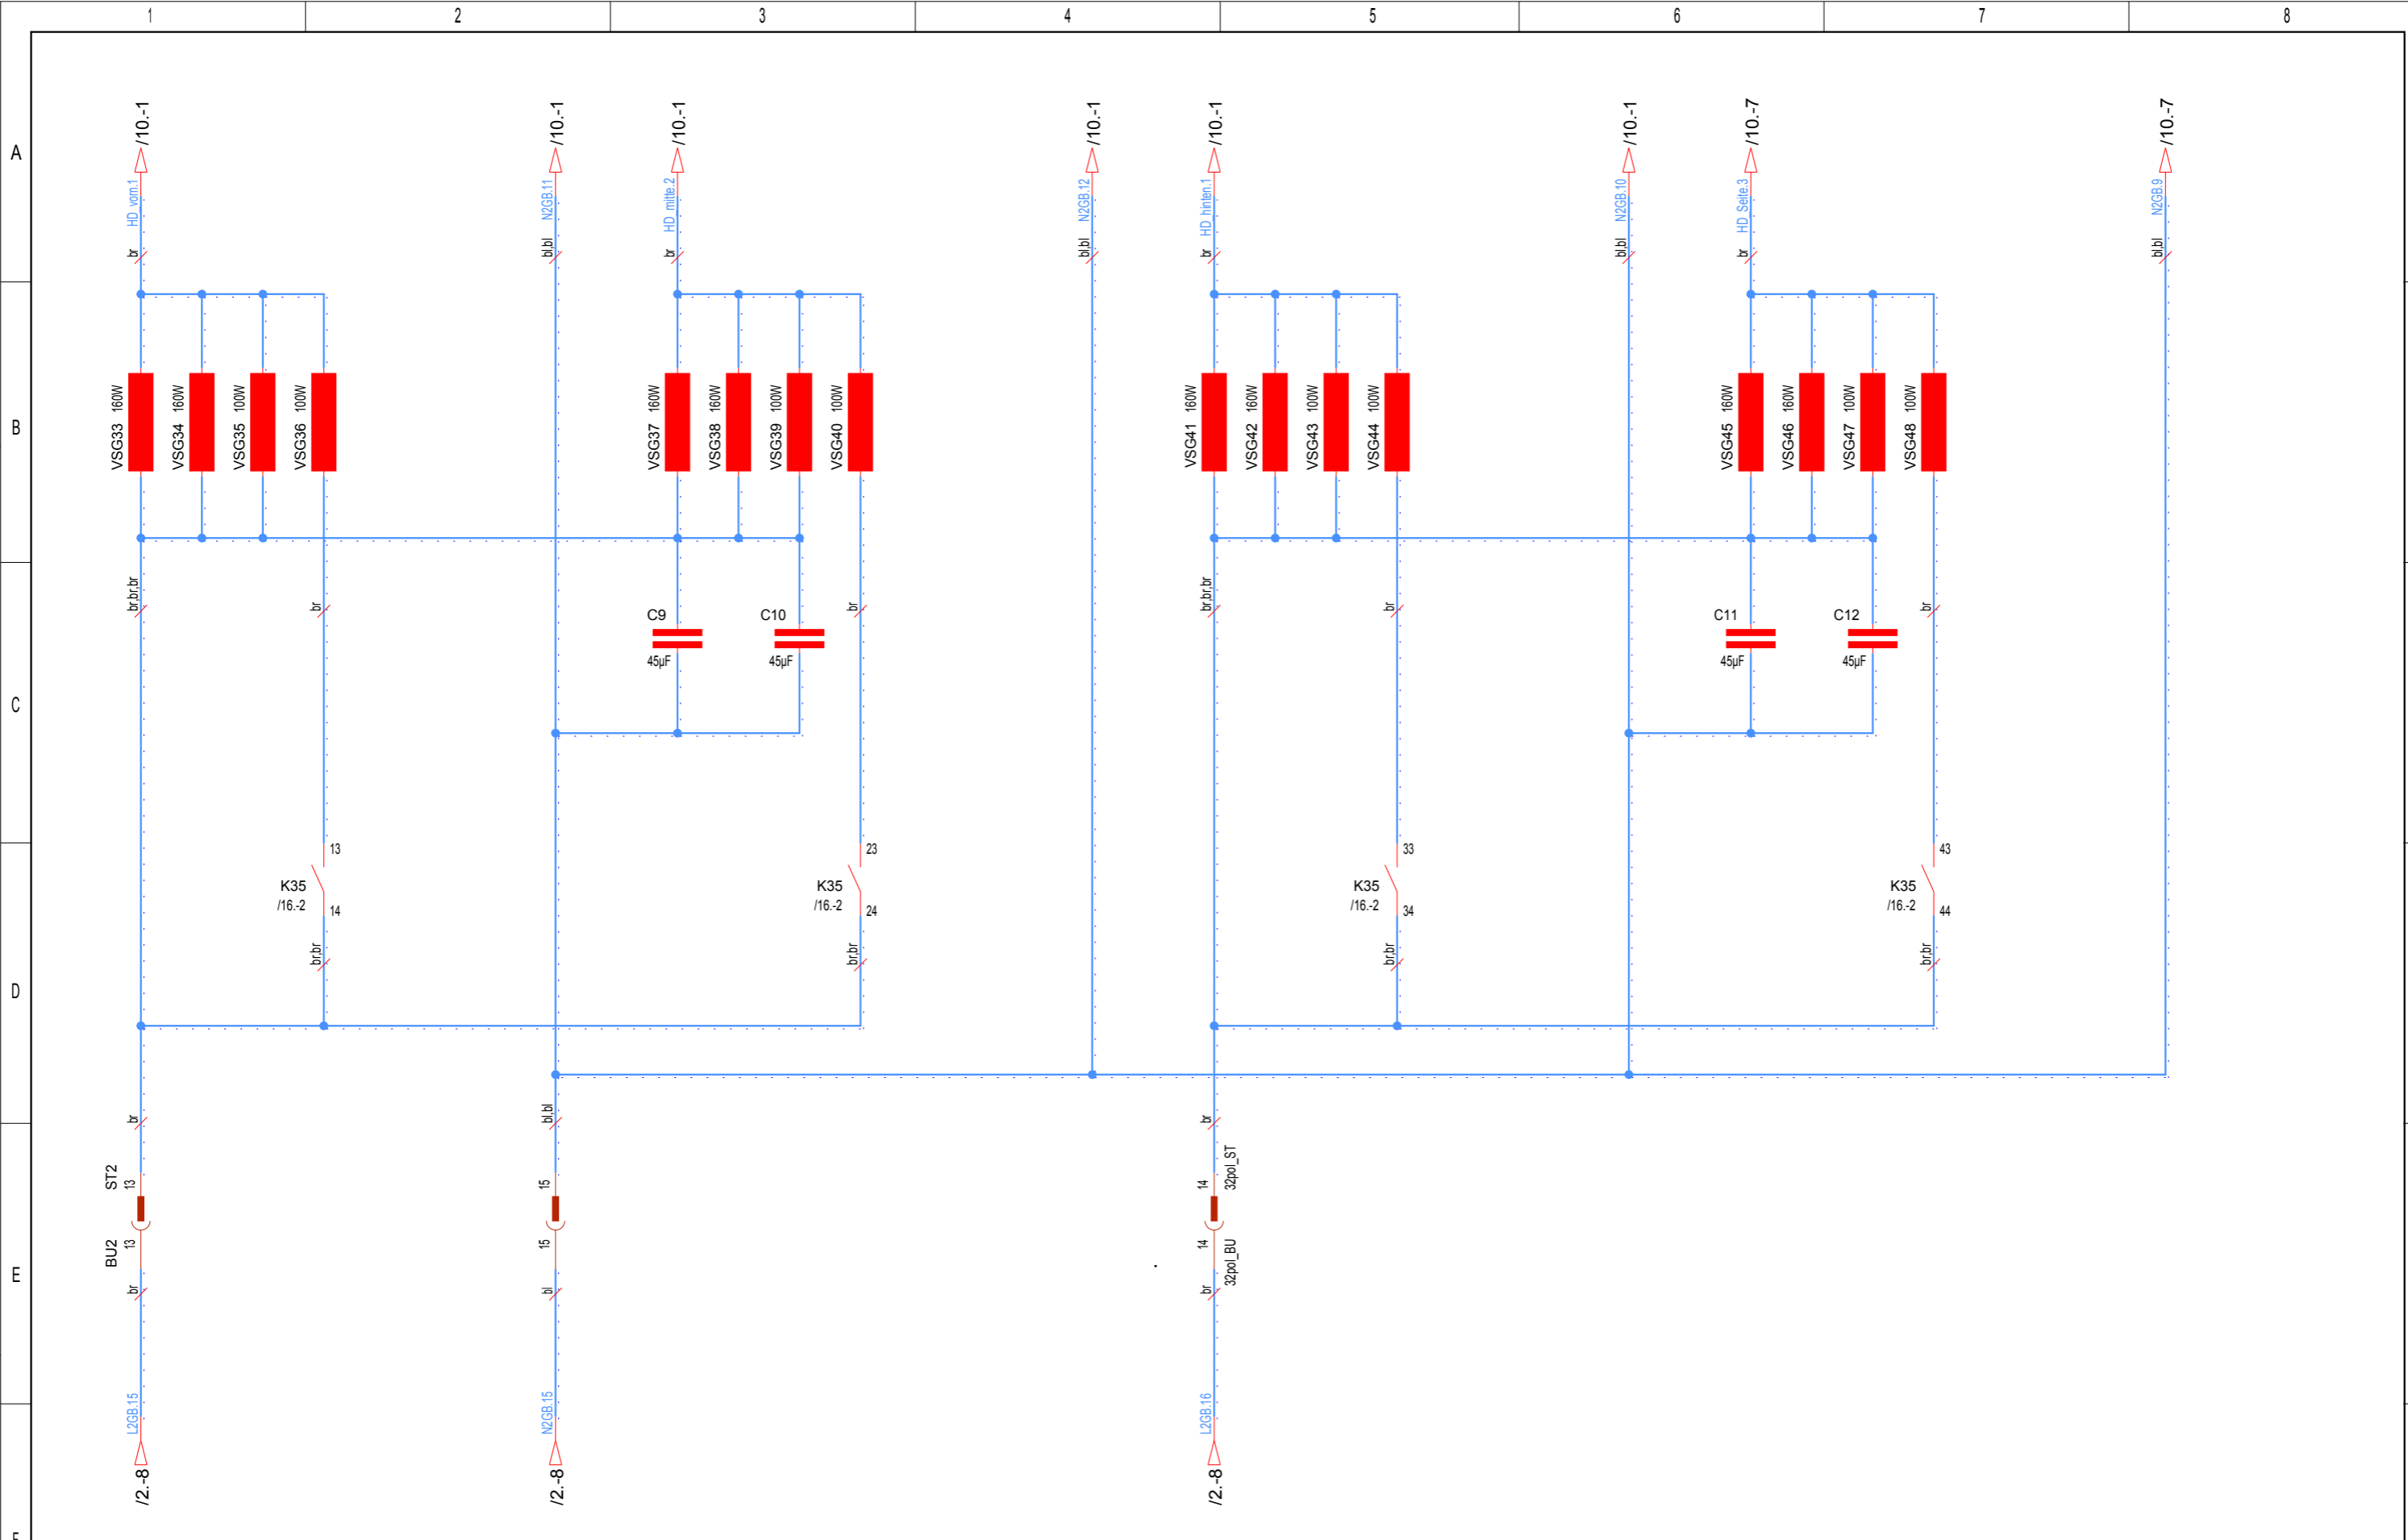 1 2 3 4 5 6 7 8
/10.-1 /10.-1 /10.-1 /10.-1 /10.-1 /10.-1 /10.-7 /10.-7
A
HD_vorn.1 N2GB.11 HD_mitte.2 N2GB.12 HD_hinten.1 N2GB.10 HD_Seite.3 N2GB.9
br bl,bl br bl,bl br bl,bl br bl,bl
B
VSG33 160W
VSG34 160W
VSG35 100W
VSG36 100W
VSG37 160W
VSG38 160W
VSG39 100W
VSG40 100W
VSG41 160W
VSG42 160W
VSG43 100W
VSG44 100W
VSG45 160W
VSG46 160W
VSG47 100W
VSG48 100W
br,br,br br br br,br,br br br
C9 C10 C11 C12
45µF 45µF 45µF 45µF
C
13 23 33 43
K35 K35 K35 K35
/16.-2 /16.-2 /16.-2 /16.-2
14 24 34 44
br,br br,br br,br br,br
D
br bl,bl br
ST2 13 15 14 32pol_ST
BU2 13 15 14 32pol_BU
E
br bl br
L2GB.15 N2GB.15 L2GB.16
/2.-8 /2.-8 /2.-8